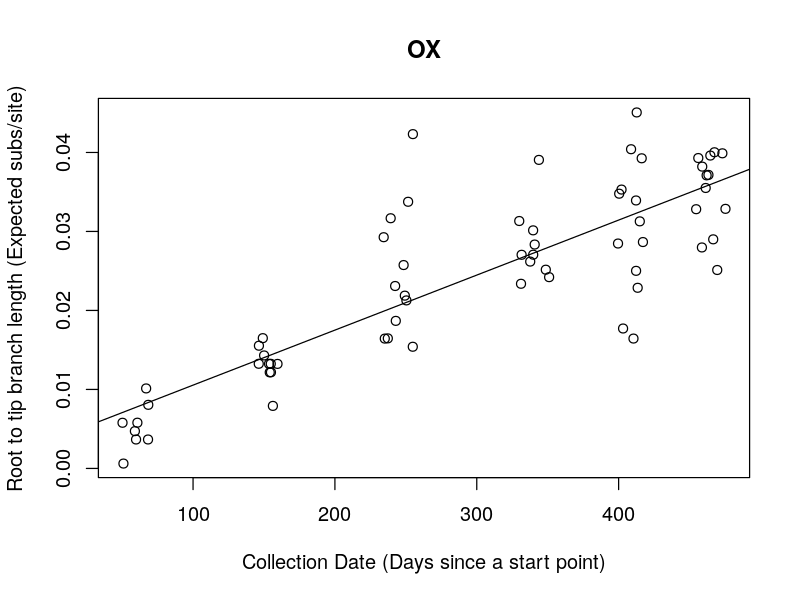 OX
Root to tip branch length (Expected subs/site)
0.04
0.03
0.02
0.01
0.00
100 200 300 400
Collection Date (Days since a start point)